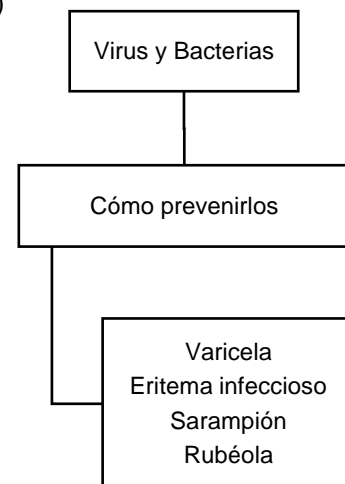 )
Virus y Bacterias
Cómo prevenirlos
Varicela
Eritema infeccioso
Sarampión
Rubéola